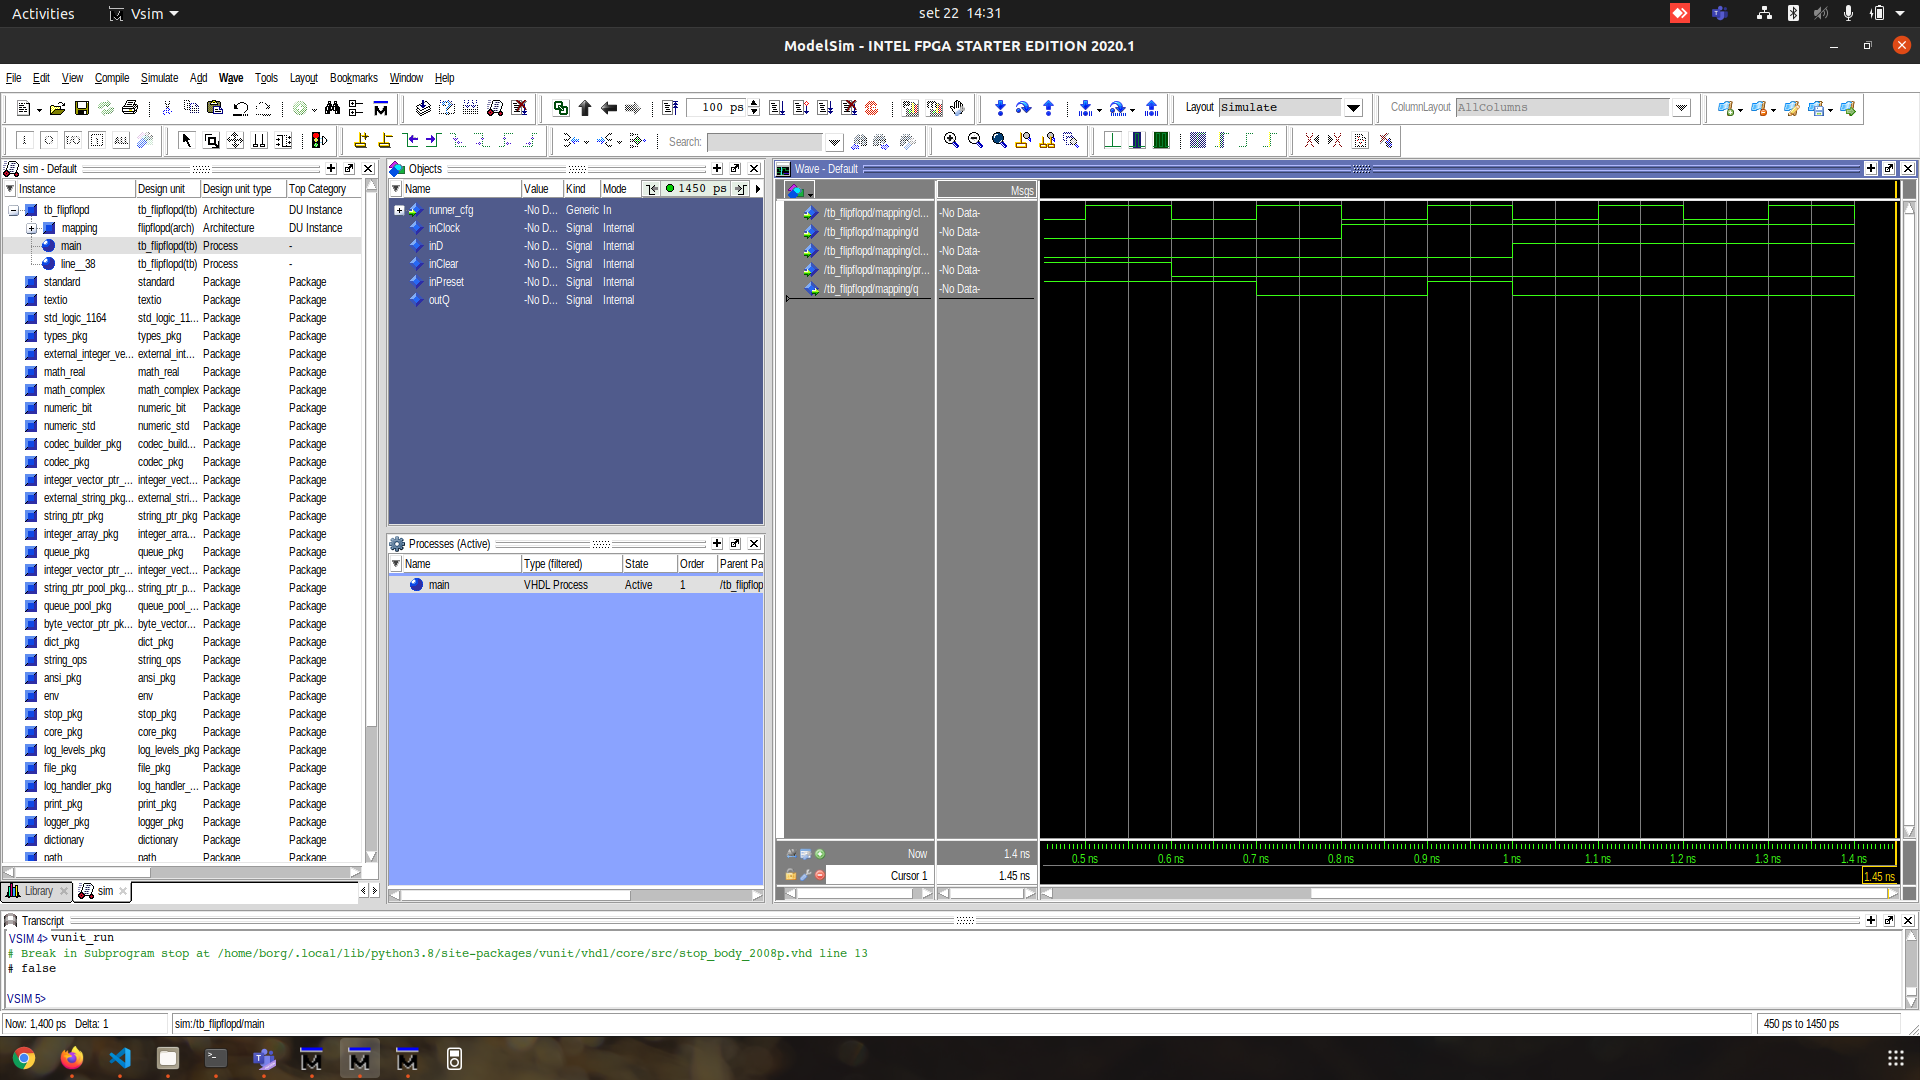 Activities Vsim set 22 14:31
ModelSim - INTEL FPGA STARTER EDITION 2020.1
File Edit View Compile Simulate Add Wave Tools Layout Bookmarks Window Help
100 ps Layout Simulate ColumnLayout AllColumns
Search:
sim - Default
Instance Design unit Design unit type Top Category
tb_flipflopd tb_flipflopd(tb) Architecture DU Instance
mapping flipflopd(arch) Architecture DU Instance
main tb_flipflopd(tb) Process -
line__38 tb_flipflopd(tb) Process -
standard standard Package Package
textio textio Package Package
std_logic_1164 std_logic_11... Package Package
types_pkg types_pkg Package Package
external_integer_ve... external_int... Package Package
math_real math_real Package Package
math_complex math_complex Package Package
numeric_bit numeric_bit Package Package
numeric_std numeric_std Package Package
codec_builder_pkg codec_build... Package Package
codec_pkg codec_pkg Package Package
integer_vector_ptr_... integer_vect... Package Package
external_string_pkg... external_stri... Package Package
string_ptr_pkg string_ptr_pkg Package Package
integer_array_pkg integer_arra... Package Package
queue_pkg queue_pkg Package Package
integer_vector_ptr_... integer_vect... Package Package
string_ptr_pool_pkg... string_ptr_p... Package Package
queue_pool_pkg queue_pool_... Package Package
byte_vector_ptr_pk... byte_vector... Package Package
dict_pkg dict_pkg Package Package
string_ops string_ops Package Package
ansi_pkg ansi_pkg Package Package
env env Package Package
stop_pkg stop_pkg Package Package
core_pkg core_pkg Package Package
log_levels_pkg log_levels_pkg Package Package
file_pkg file_pkg Package Package
log_handler_pkg log_handler_... Package Package
print_pkg print_pkg Package Package
logger_pkg logger_pkg Package Package
dictionary dictionary Package Package
path path Package Package
Library sim
Objects
Name Value Kind Mode 1450 ps
runner_cfg -No D... Generic In
inClock -No D... Signal Internal
inD -No D... Signal Internal
inClear -No D... Signal Internal
inPreset -No D... Signal Internal
outQ -No D... Signal Internal
Processes (Active)
Name Type (filtered) State Order Parent Pa
main VHDL Process Active 1 /tb_flipflop
Wave - Default
Msgs
/tb_flipflopd/mapping/cl... -No Data-
/tb_flipflopd/mapping/d -No Data-
/tb_flipflopd/mapping/cl... -No Data-
/tb_flipflopd/mapping/pr... -No Data-
/tb_flipflopd/mapping/q -No Data-
Now 1.4 ns 0.5 ns 0.6 ns 0.7 ns 0.8 ns 0.9 ns 1 ns 1.1 ns 1.2 ns 1.3 ns 1.4 ns
Cursor 1 1.45 ns 1.45 ns
Transcript
VSIM 4> vunit_run
# Break in Subprogram stop at /home/borg/.local/lib/python3.8/site-packages/vunit/vhdl/core/src/stop_body_2008p.vhd line 13
# false
VSIM 5>
Now: 1,400 ps Delta: 1 sim:/tb_flipflopd/main 450 ps to 1450 ps